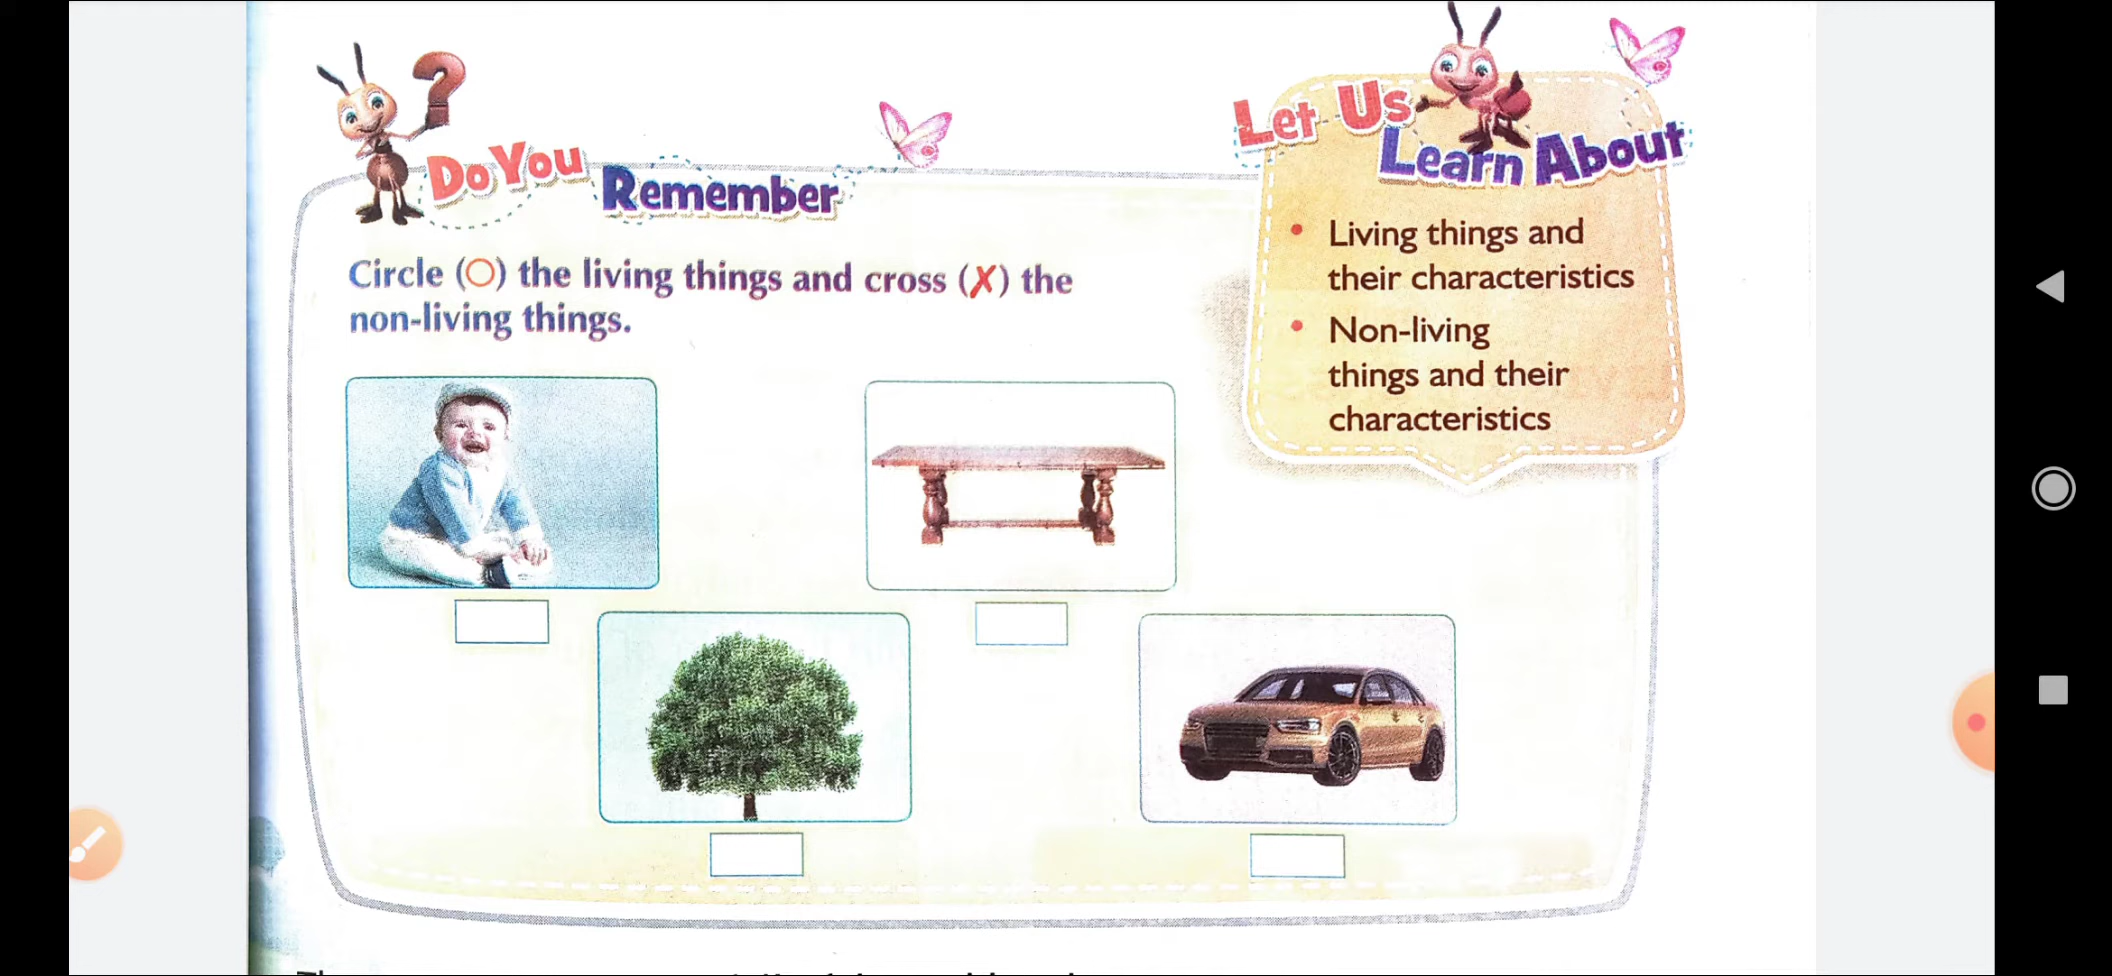 Do You Remember
Circle (O) the living things and cross (X) the
non-living things.
Let Us
Learn About
• Living things and
their characteristics
• Non-living
things and their
characteristics